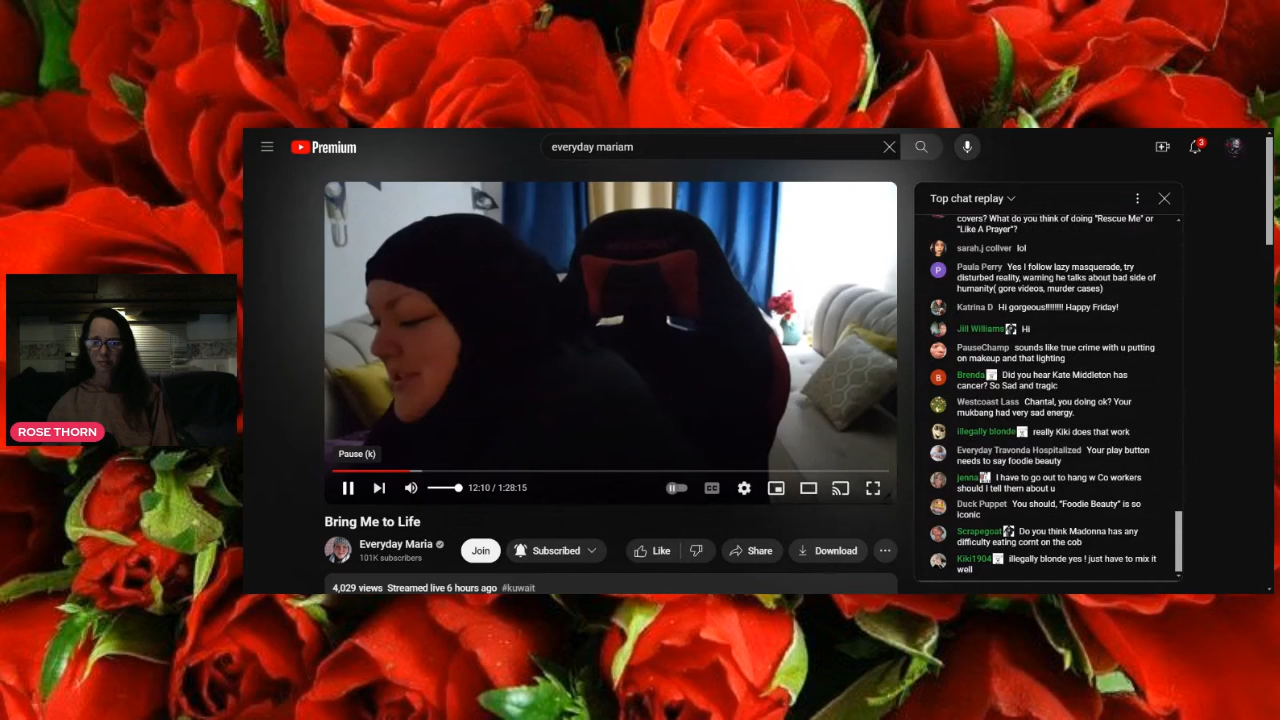 Premium
everyday mariam
3
Top chat replay
covers? What do you think of doing "Rescue Me" or
"Like A Prayer"?
sarah.j collver lol
P
Paula Perry Yes I follow lazy masquerade, try
disturbed reality, warning he talks about bad side of
humanity( gore videos, murder cases)
Katrina D Hi gorgeous!!!!!!!! Happy Friday!
Jill Williams Hi
PauseChamp sounds like true crime with u putting
on makeup and that lighting
B
Brenda Did you hear Kate Middleton has
cancer? So Sad and tragic
Westcoast Lass Chantal, you doing ok? Your
mukbang had very sad energy.
illegally blonde really Kiki does that work
Everyday Travonda Hospitalized Your play button
needs to say foodie beauty
jenna I have to go out to hang w Co workers
should I tell them about u
Duck Puppet You should, "Foodie Beauty" is so
iconic
Scrapegoat Do you think Madonna has any
difficulty eating cornt on the cob
Kiki1904 illegally blonde yes ! just have to mix it
well
ROSE THORN
Pause (k)
12:10 / 1:28:15
CC
Bring Me to Life
Everyday Maria
101K subscribers
Join
Subscribed
Like
Share
Download
4,029 views Streamed live 6 hours ago #kuwait